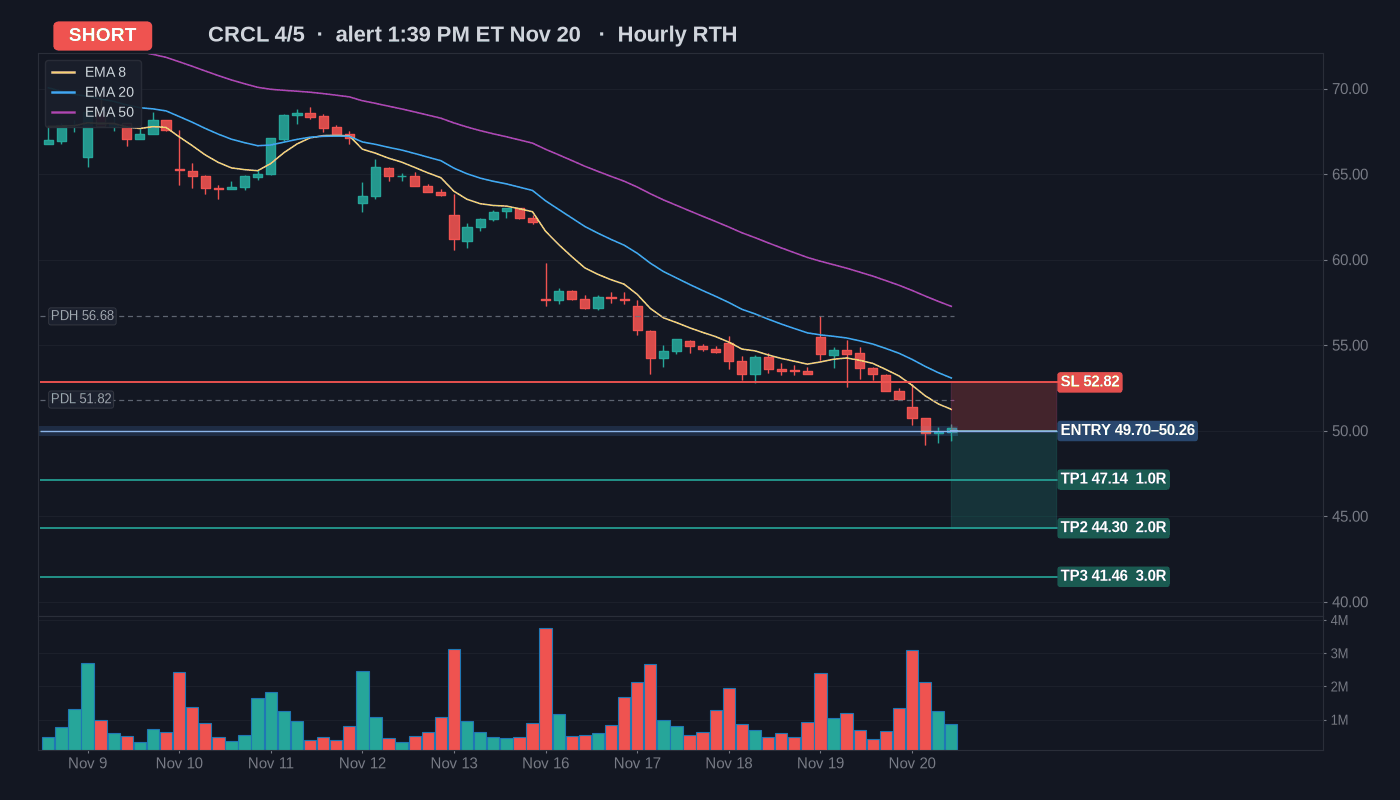 SHORT
CRCL 4/5 · alert 1:39 PM ET Nov 20 · Hourly RTH
EMA 8
EMA 20
EMA 50
70.00
65.00
60.00
PDH 56.68
55.00
SL 52.82
PDL 51.82
50.00
ENTRY 49.70–50.26
TP1 47.14 1.0R
45.00
TP2 44.30 2.0R
TP3 41.46 3.0R
40.00
4M
3M
2M
1M
Nov 9 Nov 10 Nov 11 Nov 12 Nov 13 Nov 16 Nov 17 Nov 18 Nov 19 Nov 20